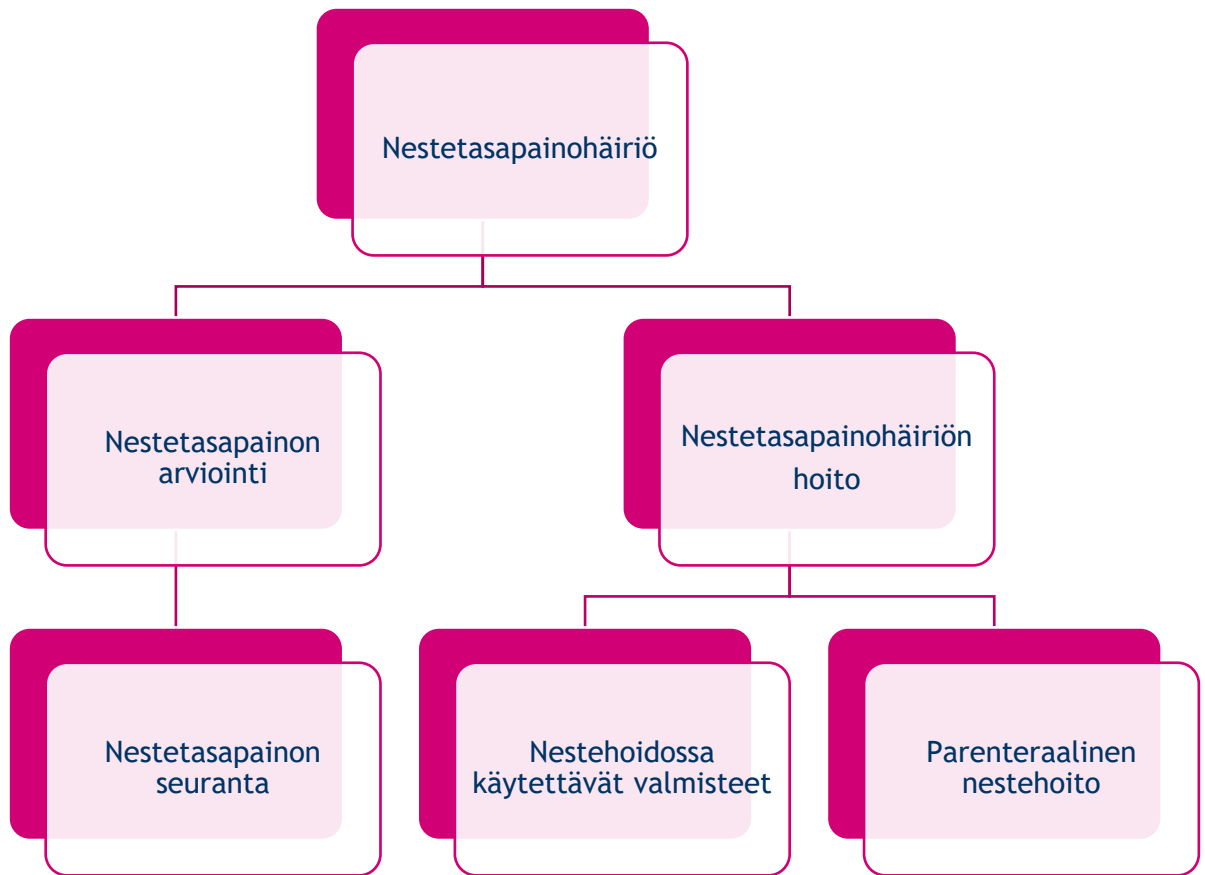 Nestetasapainohäiriö
Nestetasapainon
arviointi
Nestetasapainohäiriön
hoito
Nestetasapainon
seuranta
Nestehoidossa
käytettävät valmisteet
Parenteraalinen
nestehoito